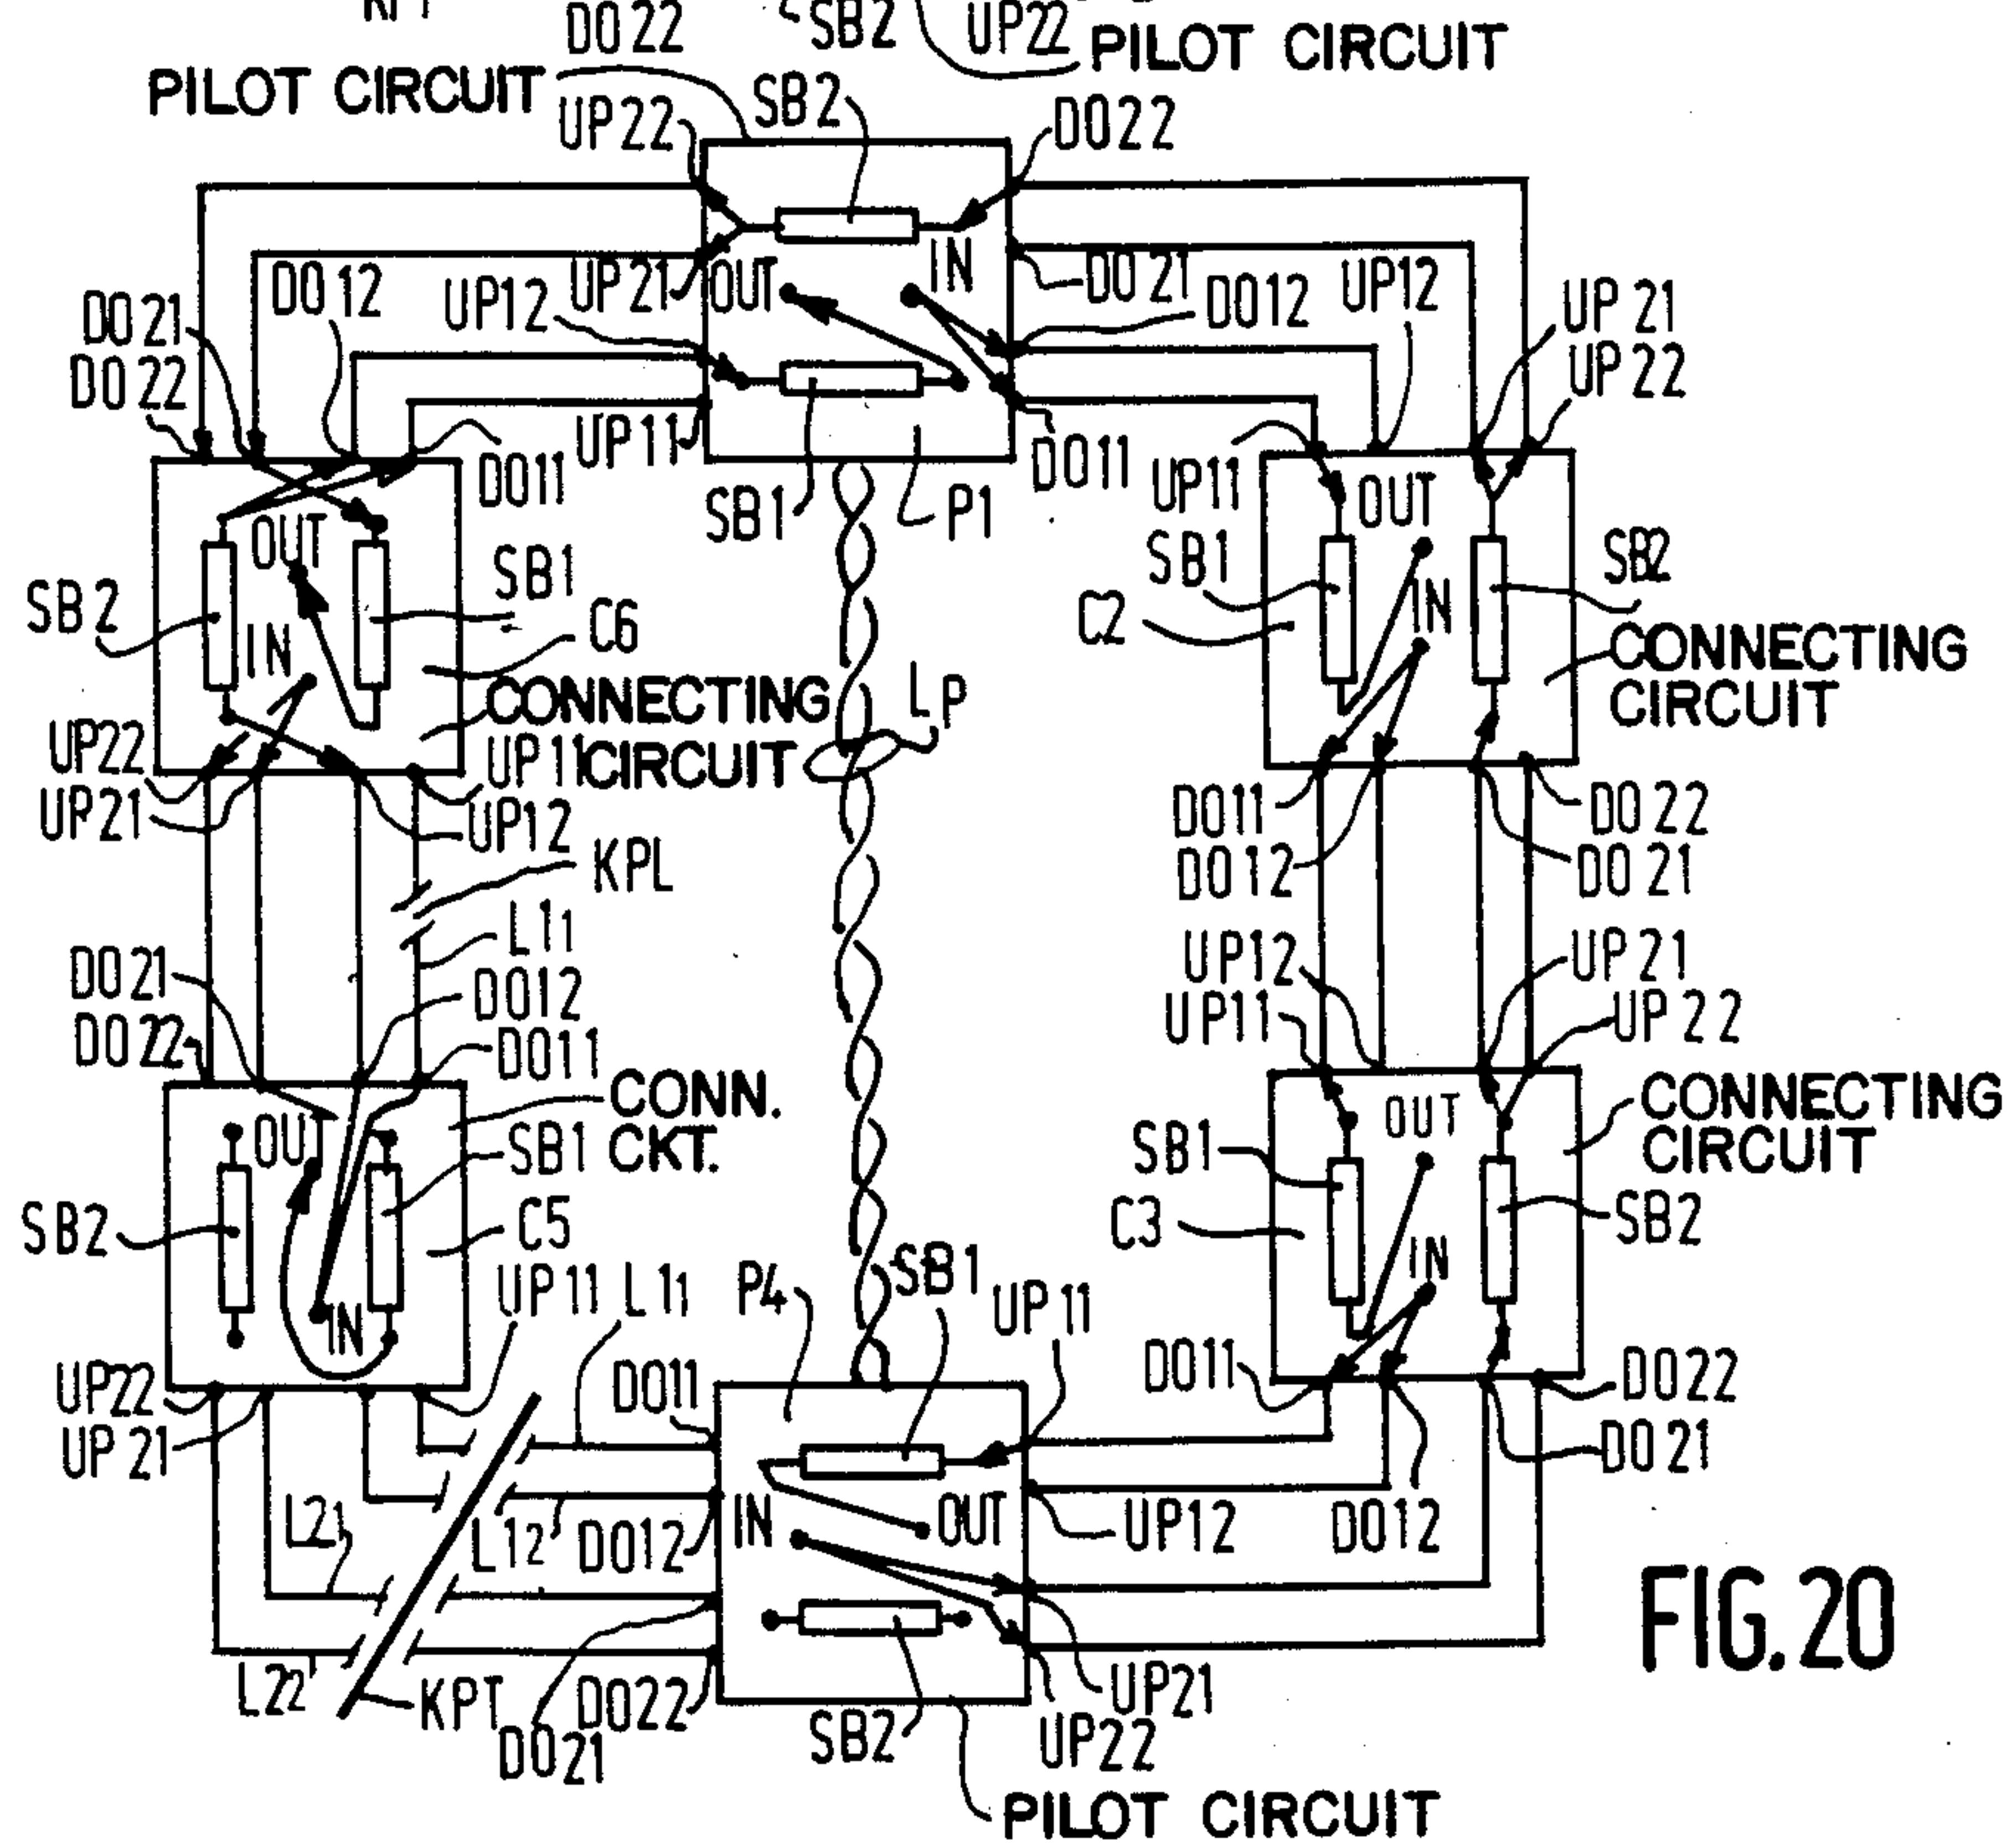 DO22
SB2
UP22
PILOT CIRCUIT
PILOT CIRCUIT
SB2
UP22
DO22
DO21
DO22
DO12
UP12
UP21
OUT
IN
DO21
DO12
UP12
UP21
UP22
UP11
DO11
SB1
P1
DO11
UP11
OUT
SB2
OUT
SB1
IN
C6
SB1
C2
IN
SB2
CONNECTING
CIRCUIT
CONNECTING
CIRCUIT
LP
UP22
UP21
UP11
UP12
KPL
L11
DO11
DO12
DO22
DO21
DO21
DO22
DO12
DO11
UP12
UP11
UP21
UP22
CONN.
CKT.
OUT
SB1
SB2
C5
IN
SB1
C3
OUT
IN
SB2
CONNECTING
CIRCUIT
UP22
UP21
UP11
L11
DO11
P4
SB1
UP11
DO11
DO22
DO21
L21
L12
DO12
IN
OUT
UP12
DO12
L22
KPT
DO21
DO22
SB2
UP21
UP22
PILOT CIRCUIT
FIG.20